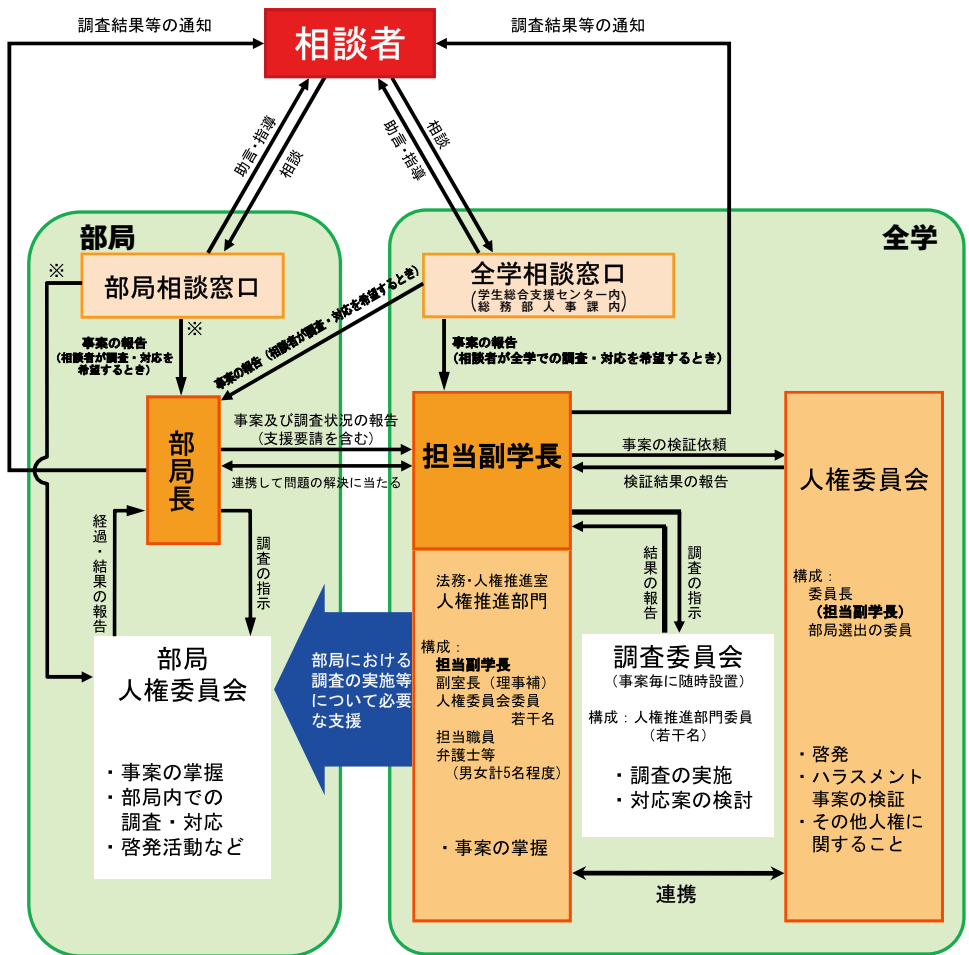 調査結果等の通知
相談者
調査結果等の通知
助言・指導
相談
助言・指導
相談
部局
全学
※
部局相談窓口
※
事案の報告
（相談者が調査・対応を
希望するとき）
全学相談窓口
（学生総合支援センター内
総務部人事課内）
事案の報告（相談者が調査・対応を希望するとき）
事案の報告
（相談者が全学での調査・対応を希望するとき）
部局長
事案及び調査状況の報告
（支援要請を含む）
連携して問題の解決に当たる
担当副学長
事案の検証依頼
検証結果の報告
人権委員会
経過・結果の報告
調査の指示
結果の報告
調査の指示
部局
人権委員会
・事案の掌握
・部局内での
調査・対応
・啓発活動など
部局における
調査の実施等
について必要
な支援
法務・人権推進室
人権推進部門
構成：
担当副学長
副室長（理事補）
人権委員会委員
若干名
担当職員
弁護士等
（男女計5名程度）
・事案の掌握
調査委員会
（事案毎に随時設置）
構成：人権推進部門委員
（若干名）
・調査の実施
・対応案の検討
構成：
委員長
（担当副学長）
部局選出の委員
・啓発
・ハラスメント
事案の検証
・その他人権に
関すること
連携